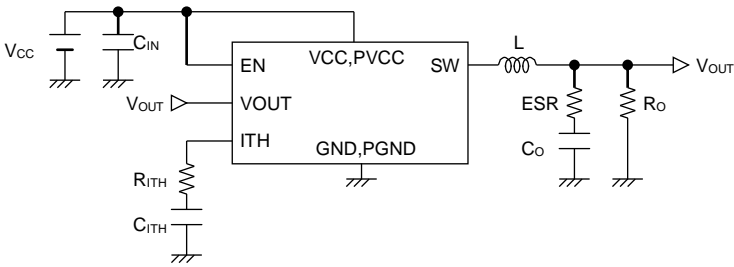 VCC
CIN
VCC,PVCC
EN
SW
L
VOUT
VOUT
VOUT
ITH
GND,PGND
ESR
RO
CO
RITH
CITH